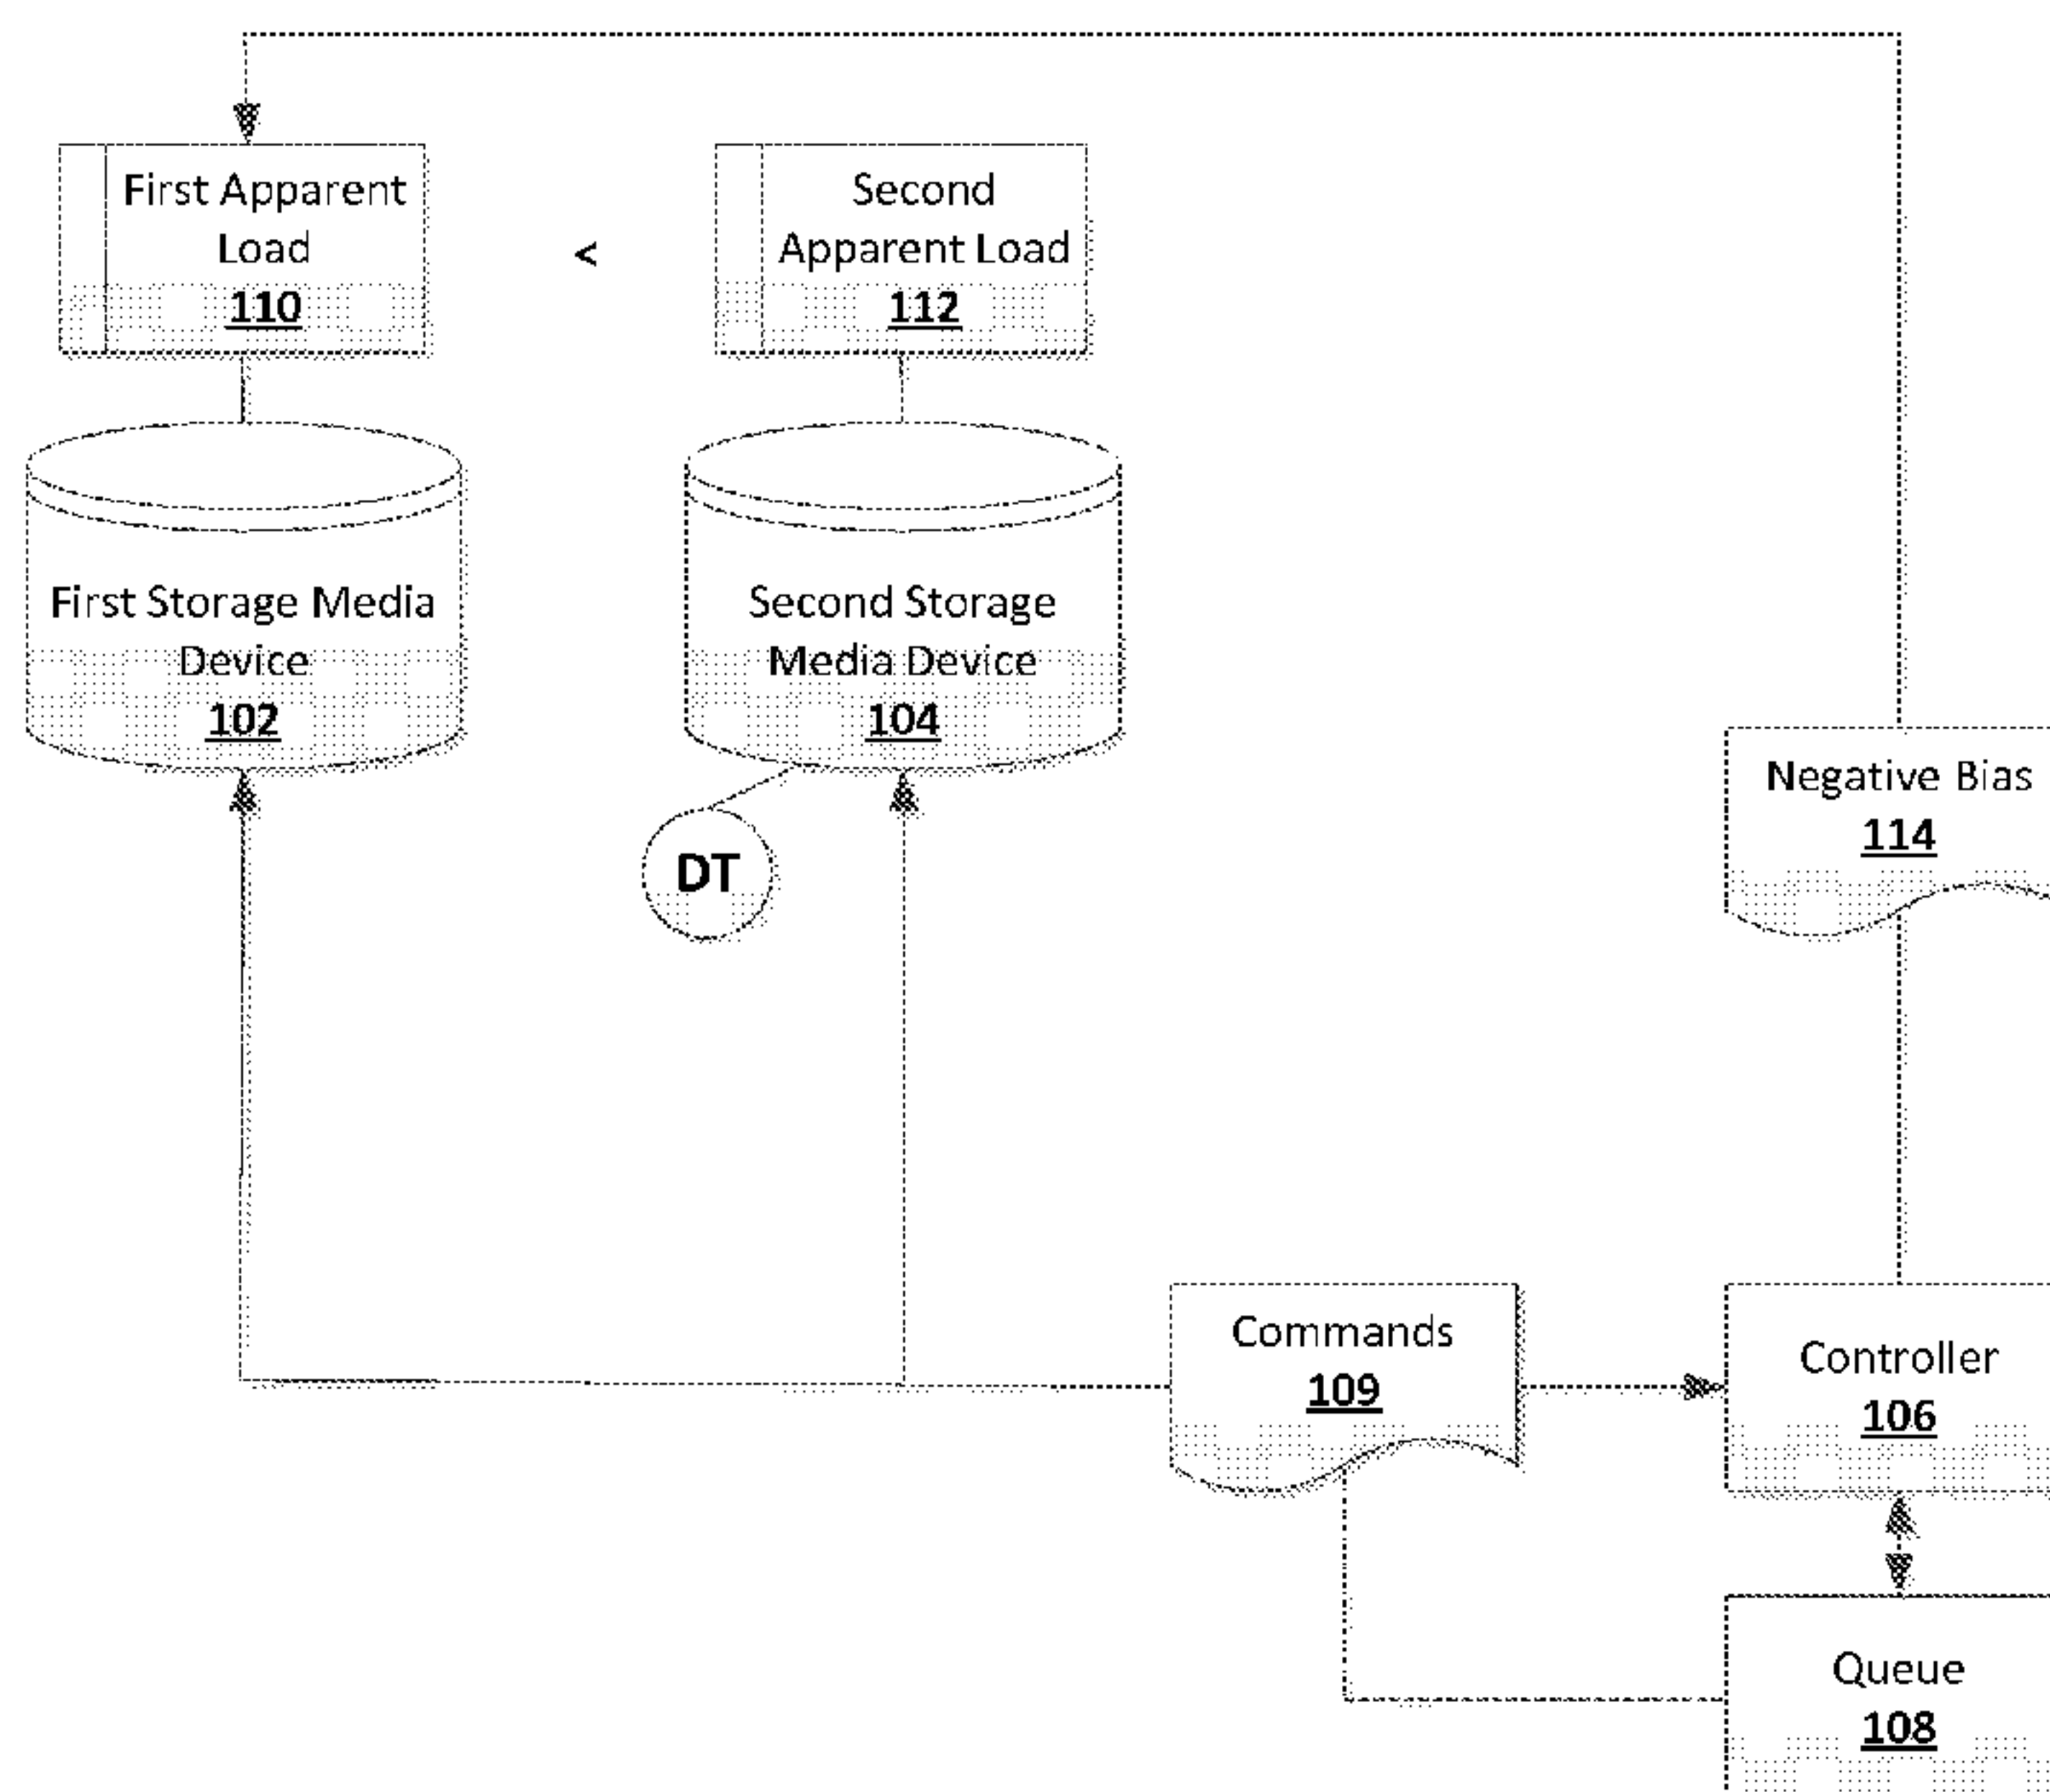 First Apparent
Load
110
<
Second
Apparent Load
112
First Storage Media
Device
102
Second Storage
Media Device
104
DT
Negative Bias
114
Commands
109
Controller
106
Queue
108